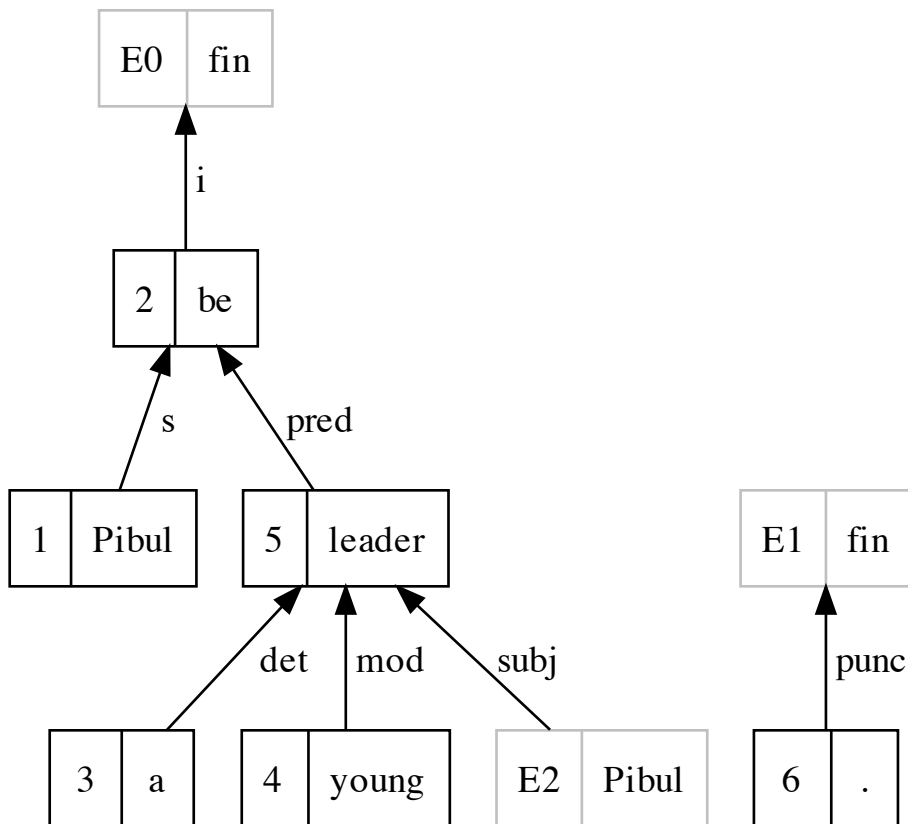 E0 fin
i
2 be
s pred
1 Pibul 5 leader E1 fin
det mod subj punc
3 a 4 young E2 Pibul 6 .